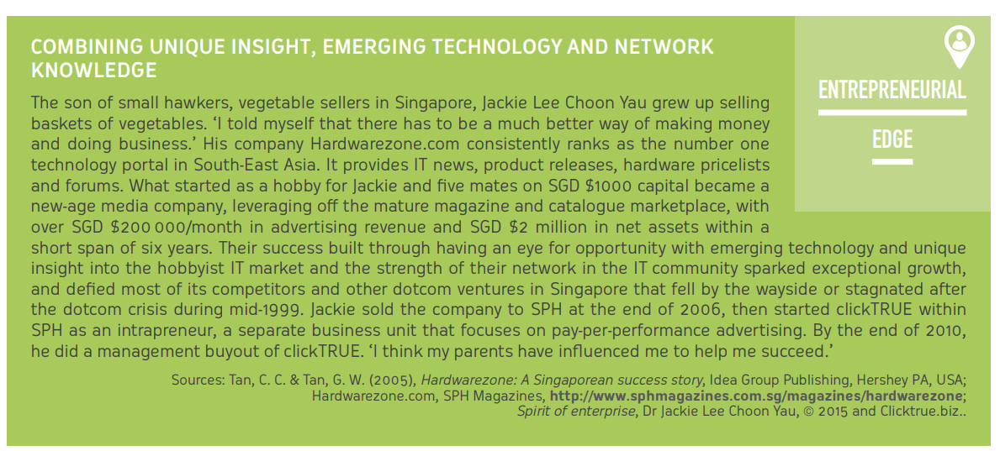 COMBINING UNIQUE INSIGHT, EMERGING TECHNOLOGY AND NETWORK
KNOWLEDGE
ENTREPRENEURIAL
EDGE
The son of small hawkers, vegetable sellers in Singapore, Jackie Lee Choon Yau grew up selling
baskets of vegetables. ‘I told myself that there has to be a much better way of making money
and doing business.’ His company Hardwarezone.com consistently ranks as the number one
technology portal in South-East Asia. It provides IT news, product releases, hardware pricelists
and forums. What started as a hobby for Jackie and five mates on SGD $1000 capital became a
new-age media company, leveraging off the mature magazine and catalogue marketplace, with
over SGD $200 000/month in advertising revenue and SGD $2 million in net assets within a
short span of six years. Their success built through having an eye for opportunity with emerging technology and unique
insight into the hobbyist IT market and the strength of their network in the IT community sparked exceptional growth,
and defied most of its competitors and other dotcom ventures in Singapore that fell by the wayside or stagnated after
the dotcom crisis during mid-1999. Jackie sold the company to SPH at the end of 2006, then started clickTRUE within
SPH as an intrapreneur, a separate business unit that focuses on pay-per-performance advertising. By the end of 2010,
he did a management buyout of clickTRUE. ‘I think my parents have influenced me to help me succeed.’
Sources: Tan, C. C. & Tan, G. W. (2005), Hardwarezone: A Singaporean success story, Idea Group Publishing, Hershey PA, USA;
Hardwarezone.com, SPH Magazines, http://www.sphmagazines.com.sg/magazines/hardwarezone;
Spirit of enterprise, Dr Jackie Lee Choon Yau, © 2015 and Clicktrue.biz..